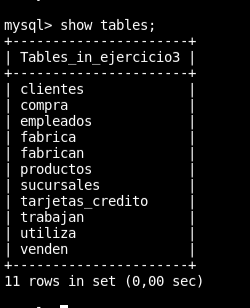 mysql> show tables;
+----------------------+
| Tables_in_ejercicio3 |
+----------------------+
| clientes             |
| compra               |
| empleados            |
| fabrica              |
| fabrican             |
| productos            |
| sucursales           |
| tarjetas_credito     |
| trabajan             |
| utiliza              |
| venden               |
+----------------------+
11 rows in set (0,00 sec)